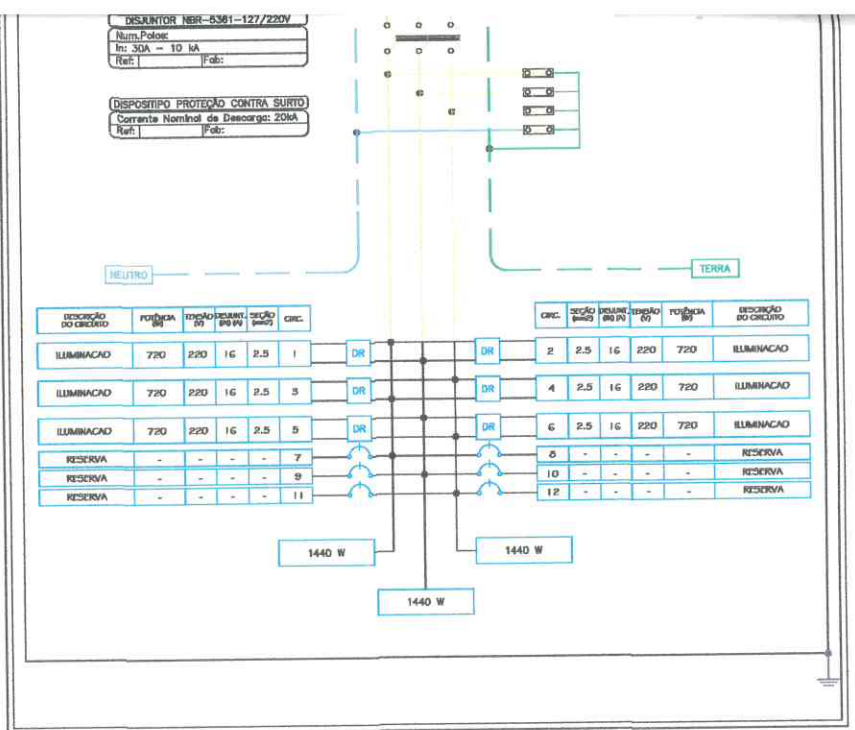 DISJUNTOR NBR-5361-127/220V
Num.Polos:
In: 30A - 10 kA
Ref: Fab:
DISPOSITIPO PROTEÇÃO CONTRA SURTO
Corrente Nominal de Descarga: 20kA
Ref: Fab:
NEUTRO
TERRA
DESCRIÇÃO DO CIRCUITO POTÊNCIA (W) TENSÃO (V) DISJUNT. (A) SEÇÃO (mm2) CIRC.
ILUMINACAO 720 220 16 2.5 1 DR
ILUMINACAO 720 220 16 2.5 3 DR
ILUMINACAO 720 220 16 2.5 5 DR
RESERVA - - - - 7
RESERVA - - - - 9
RESERVA - - - - 11
CIRC. SEÇÃO (mm2) DISJUNT. (A) TENSÃO (V) POTÊNCIA (W) DESCRIÇÃO DO CIRCUITO
DR 2 2.5 16 220 720 ILUMINACAO
DR 4 2.5 16 220 720 ILUMINACAO
DR 6 2.5 16 220 720 ILUMINACAO
8 - - - - RESERVA
10 - - - - RESERVA
12 - - - - RESERVA
1440 W
1440 W
1440 W